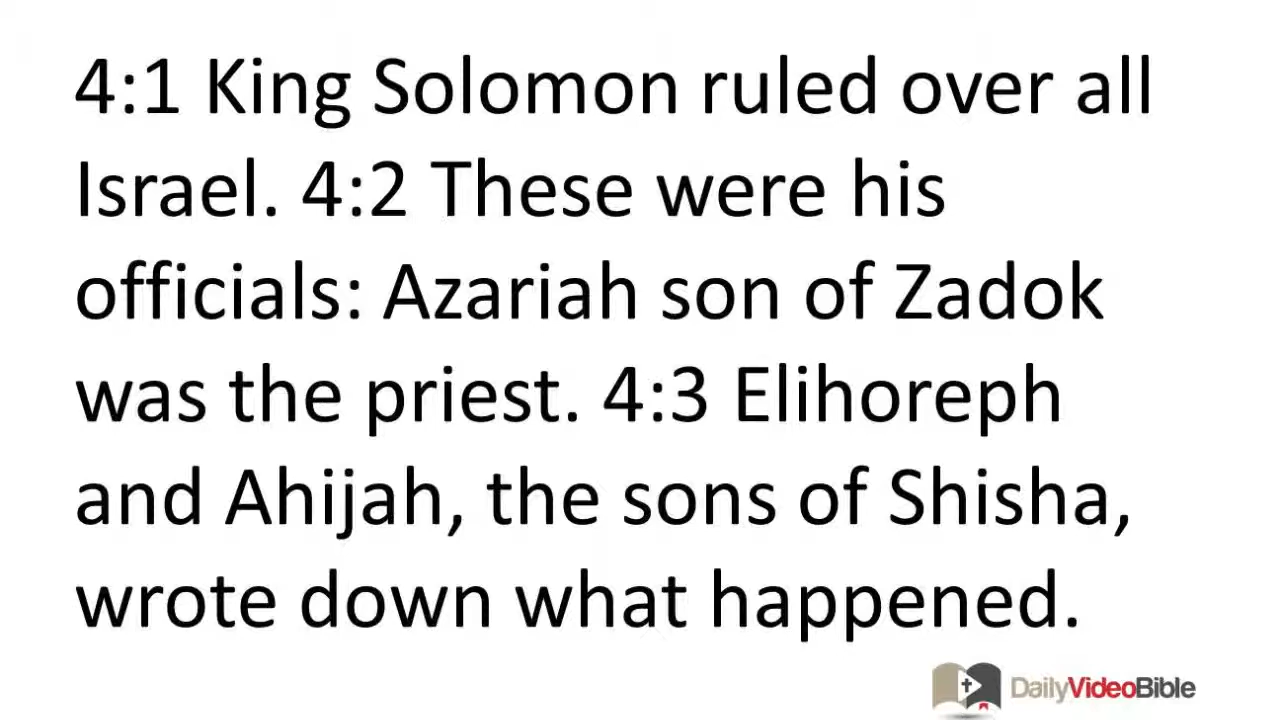 4:1 King Solomon ruled over all
Israel. 4:2 These were his
officials: Azariah son of Zadok
was the priest. 4:3 Elihoreph
and Ahijah, the sons of Shisha,
wrote down what happened.
DailyVideoBible